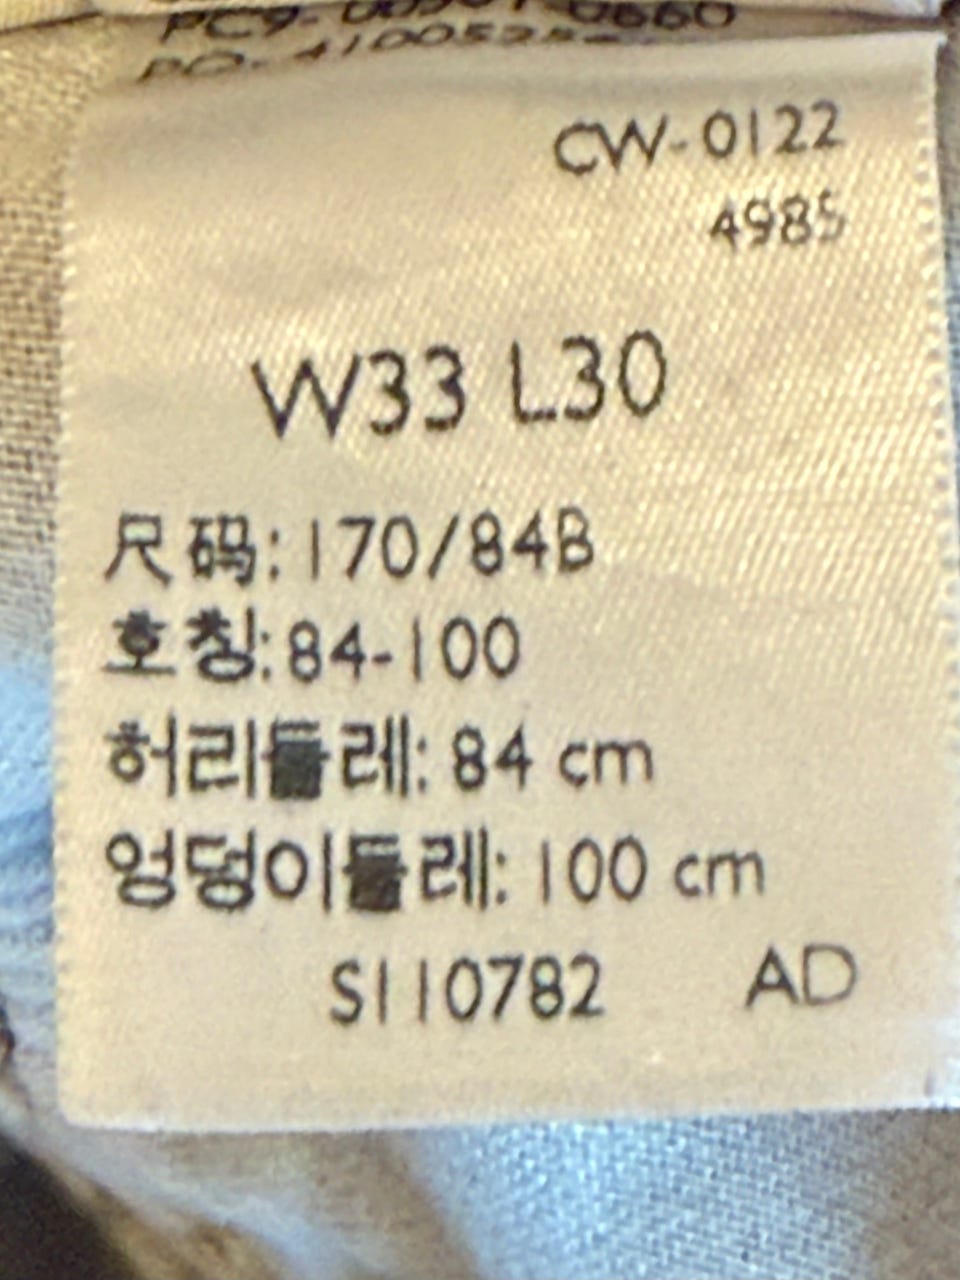 CW-0122
4985
W33 L30
尺码: 170/84B
호칭: 84-100
허리둘레: 84 cm
엉덩이둘레: 100 cm
S110782 AD